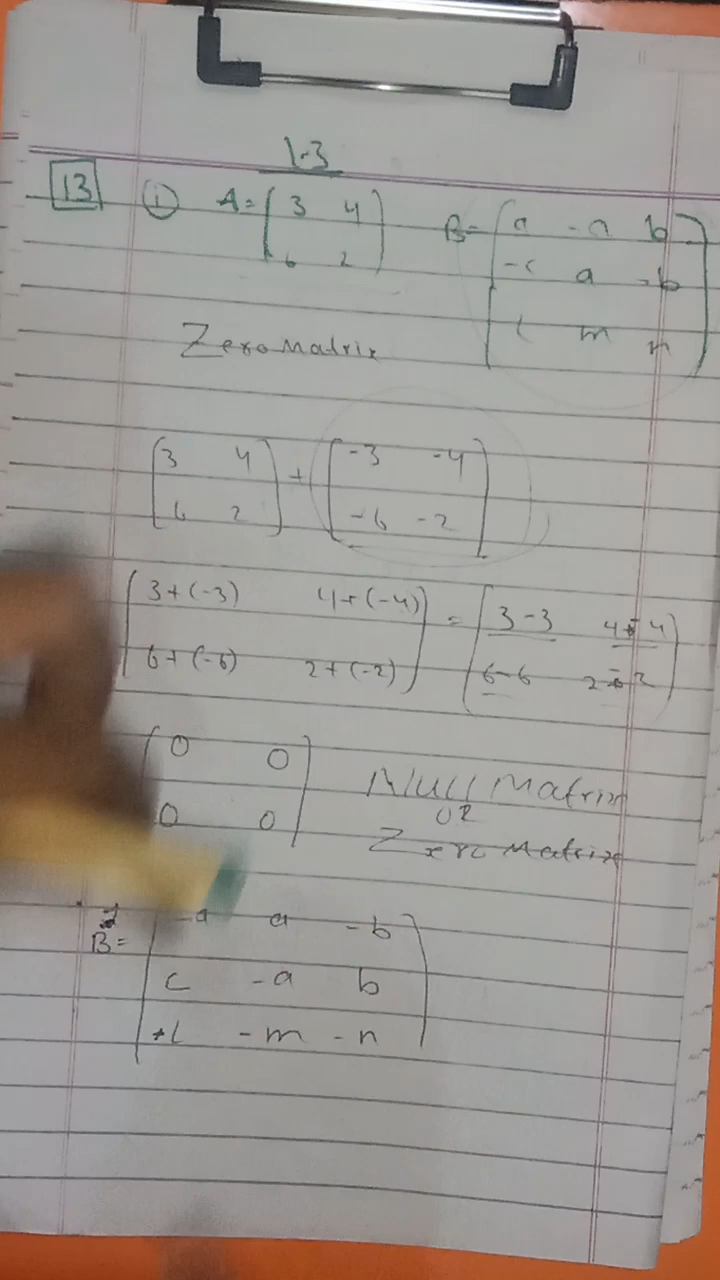 1-3
13 i A= 3 4 B= a -a b
6 2 -c a -b
l m n
Zero Matrix
3 4 + -3 -4
6 2 -6 -2
3+(-3) 4+(-4) = 3-3 4-4
6+(-6) 2+(-2) 6-6 2-2
0 0 Null Matrix
OR
0 0 Zero Matrix
B= -a a -b
c -a b
-l -m -n